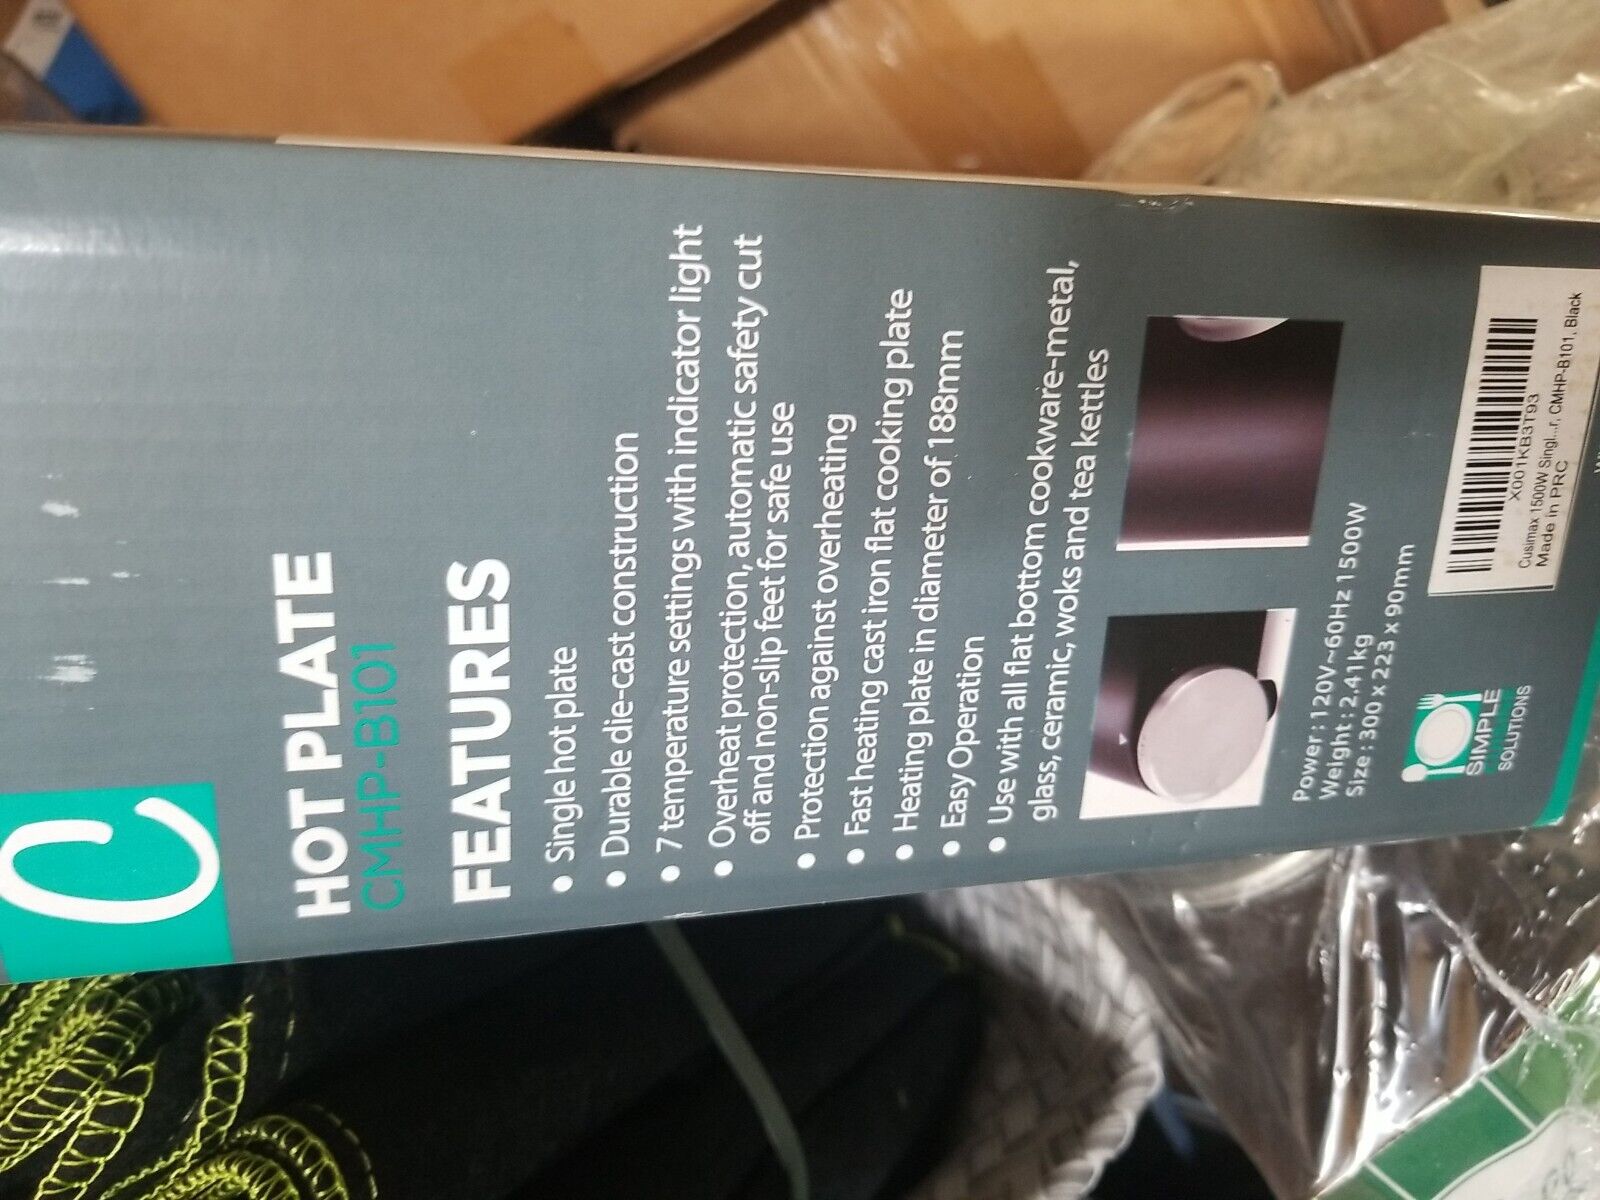 C
HOT PLATE
CMHP-B101
FEATURES
• Single hot plate
• Durable die-cast construction
• 7 temperature settings with indicator light
• Overheat protection, automatic safety cut
off and non-slip feet for safe use
• Protection against overheating
• Fast heating cast iron flat cooking plate
• Heating plate in diameter of 188mm
• Easy Operation
• Use with all flat bottom cookware-metal,
glass, ceramic, woks and tea kettles
Power : 120V~60Hz 1500W
Weight : 2.41kg
Size : 300 x 223 x 90mm
SIMPLE
SOLUTIONS
X001KB3T93
Cusimax 1500W Singl...r, CMHP-B101, Black
Made in PRC